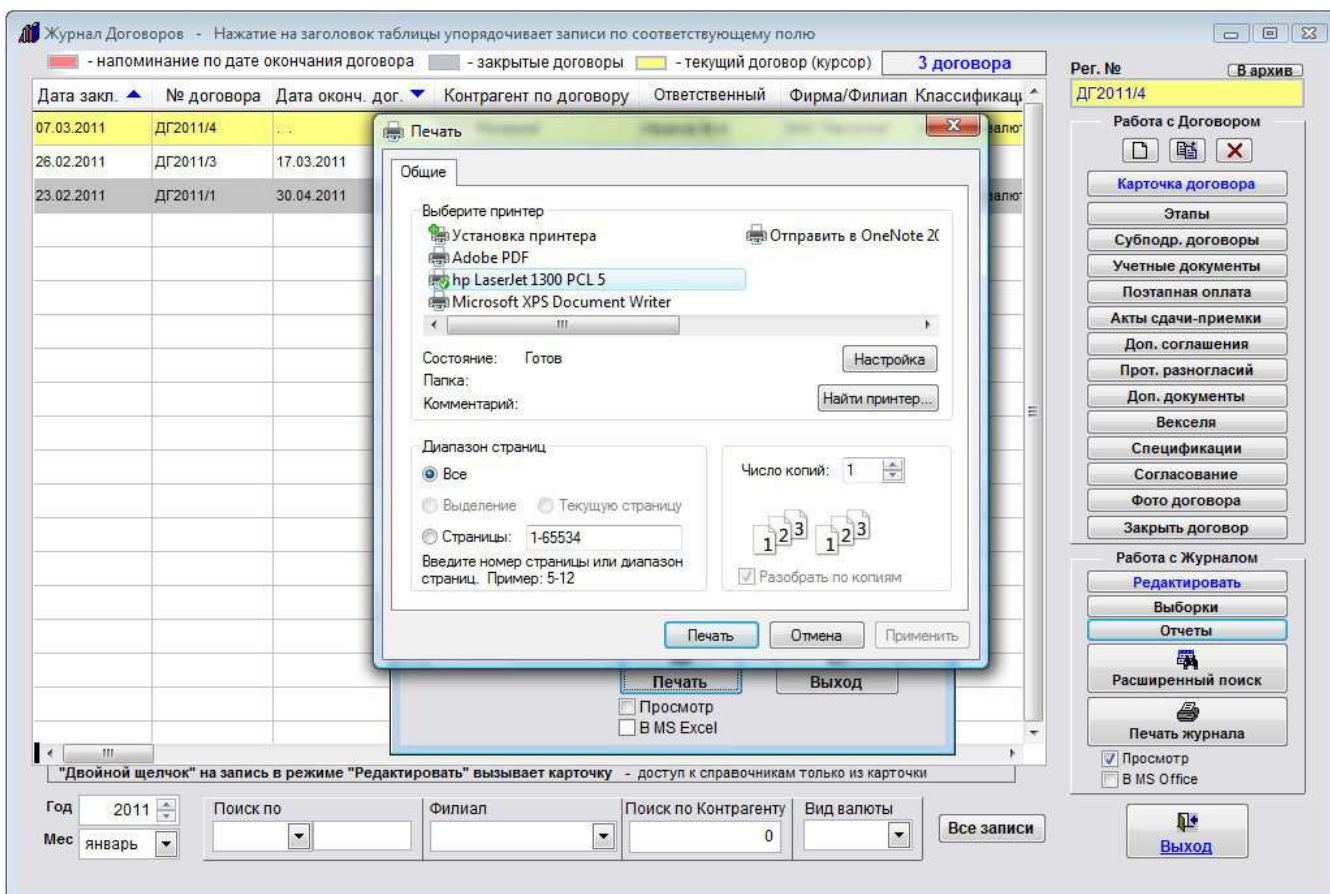 Журнал Договоров - Нажатие на заголовок таблицы упорядочивает записи по соответствующему полю
- напоминание по дате окончания договора - закрытые договоры - текущий договор (курсор) 3 договора
Рег. № В архив
ДГ2011/4
Дата закл. № договора Дата оконч. дог. Контрагент по договору Ответственный Фирма/Филиал Классификаци
07.03.2011 ДГ2011/4 . . валют
26.02.2011 ДГ2011/3 17.03.2011
23.02.2011 ДГ2011/1 30.04.2011 валют
Печать
Общие
Выберите принтер
Установка принтера Отправить в OneNote 20
Adobe PDF
hp LaserJet 1300 PCL 5
Microsoft XPS Document Writer
Состояние: Готов Настройка
Папка:
Комментарий: Найти принтер...
Диапазон страниц
Все
Выделение Текущую страницу
Страницы: 1-65534
Введите номер страницы или диапазон
страниц. Пример: 5-12
Число копий: 1
1 2 3 1 2 3
Разобрать по копиям
Печать Отмена Применить
Печать Выход
Просмотр
В MS Excel
Работа с Договором
Карточка договора
Этапы
Субподр. договоры
Учетные документы
Поэтапная оплата
Акты сдачи-приемки
Доп. соглашения
Прот. разногласий
Доп. документы
Векселя
Спецификации
Согласование
Фото договора
Закрыть договор
Работа с Журналом
Редактировать
Выборки
Отчеты
Расширенный поиск
Печать журнала
Просмотр
В MS Office
Выход
"Двойной щелчок" на запись в режиме "Редактировать" вызывает карточку - доступ к справочникам только из карточки
Год 2011
Мес январь
Поиск по
Филиал
Поиск по Контрагенту
0
Вид валюты
Все записи